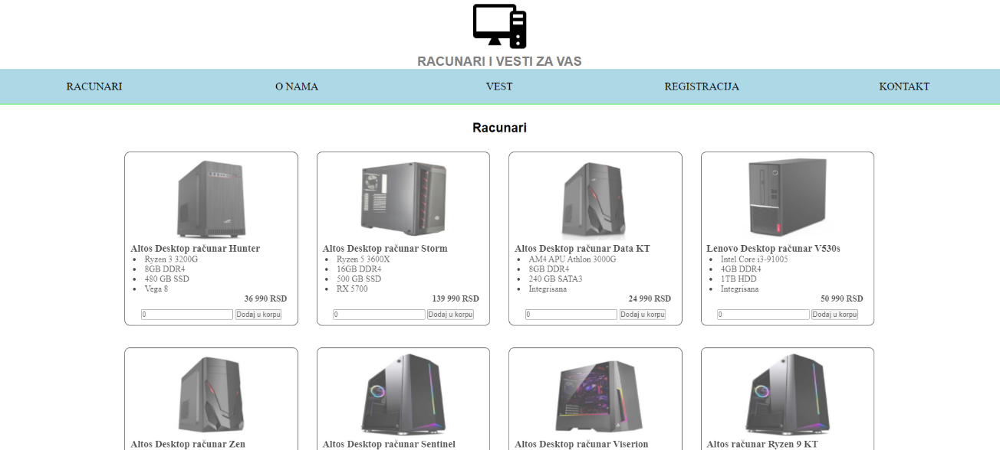 RACUNARI I VESTI ZA VAS
RACUNARI
O NAMA
VEST
REGISTRACIJA
KONTAKT
Racunari
Altos Desktop računar Hunter
Ryzen 3 3200G
8GB DDR4
480 GB SSD
Vega 8
36 990 RSD
0
Dodaj u korpu
Altos Desktop računar Storm
Ryzen 5 3600X
16GB DDR4
500 GB SSD
RX 5700
139 990 RSD
0
Dodaj u korpu
Altos Desktop računar Data KT
AM4 APU Athlon 3000G
8GB DDR4
240 GB SATA3
Integrisana
24 990 RSD
0
Dodaj u korpu
Lenovo Desktop računar V530s
Intel Core i3-91005
4GB DDR4
1TB HDD
Integrisana
50 990 RSD
0
Dodaj u korpu
Altos Desktop računar Zen
Altos Desktop računar Sentinel
Altos Desktop računar Viserion
Altos računar Ryzen 9 KT